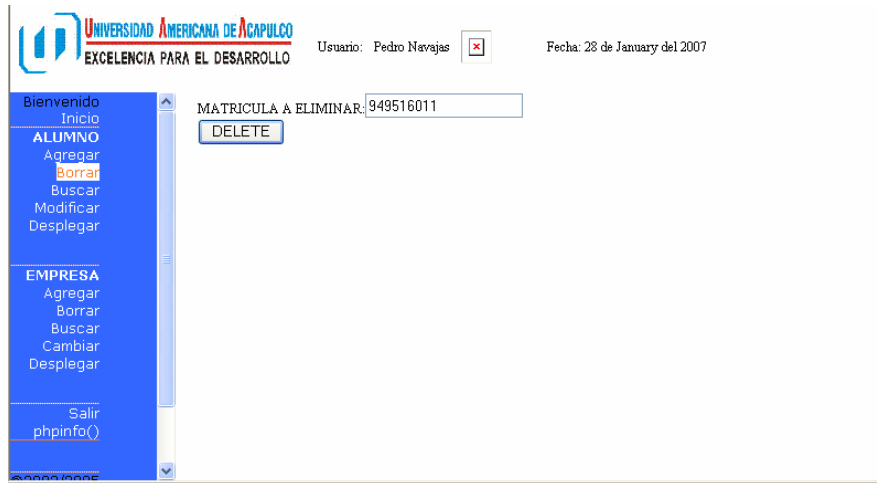 UNIVERSIDAD AMERICANA DE ACAPULCO
EXCELENCIA PARA EL DESARROLLO
Usuario: Pedro Navajas
Fecha: 28 de January del 2007
Bienvenido
Inicio
ALUMNO
Agregar
Borrar
Buscar
Modificar
Desplegar
EMPRESA
Agregar
Borrar
Buscar
Cambiar
Desplegar
Salir
phpinfo()
MATRICULA A ELIMINAR: 949516011
DELETE